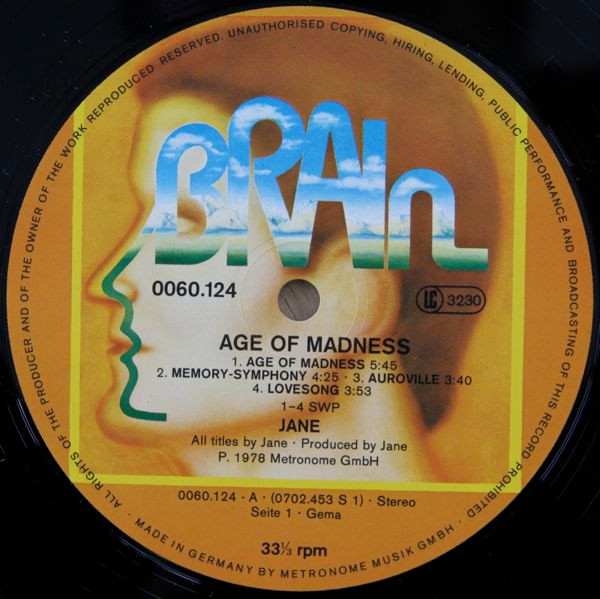 ALL RIGHTS OF THE PRODUCER AND OF THE OWNER OF THE WORK REPRODUCED RESERVED. UNAUTHORISED COPYING, HIRING, LENDING, PUBLIC PERFORMANCE AND BROADCASTING OF THIS RECORD PROHIBITED ·
BRAIn
0060.124
LC 3230
AGE OF MADNESS
1. AGE OF MADNESS 5:45
2. MEMORY-SYMPHONY 4:25 · 3. AUROVILLE 3:40
4. LOVESONG 3:53
1-4 SWP
JANE
All titles by Jane · Produced by Jane
P. 1978 Metronome GmbH
0060.124 - A · (0702.453 S 1) · Stereo
Seite 1 · Gema
33⅓ rpm
· MADE IN GERMANY BY METRONOME MUSIK GMBH ·